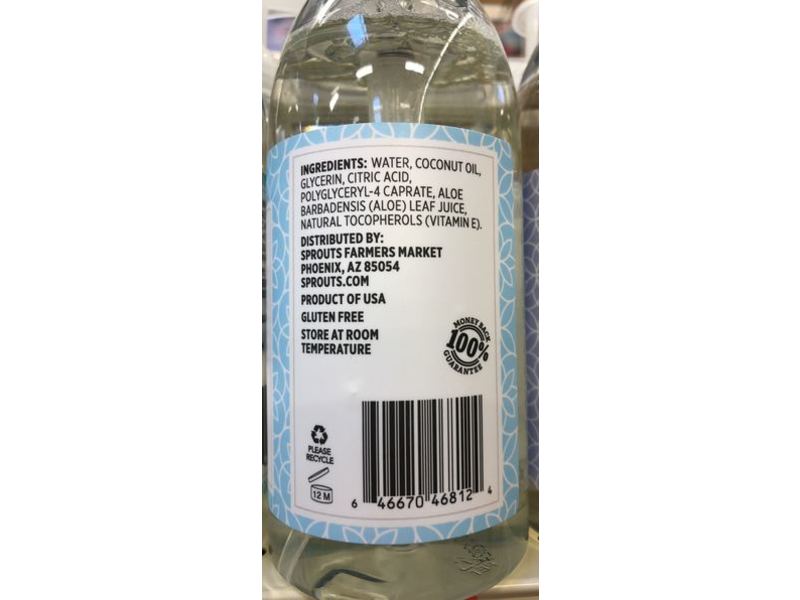 INGREDIENTS: WATER, COCONUT OIL,
GLYCERIN, CITRIC ACID,
POLYGLYCERYL-4 CAPRATE, ALOE
BARBADENSIS (ALOE) LEAF JUICE,
NATURAL TOCOPHEROLS (VITAMIN E).
DISTRIBUTED BY:
SPROUTS FARMERS MARKET
PHOENIX, AZ 85054
SPROUTS.COM
PRODUCT OF USA
GLUTEN FREE
STORE AT ROOM
TEMPERATURE
MONEY BACK
100%
GUARANTEE
PLEASE
RECYCLE
12 M
6 46670 46812 4